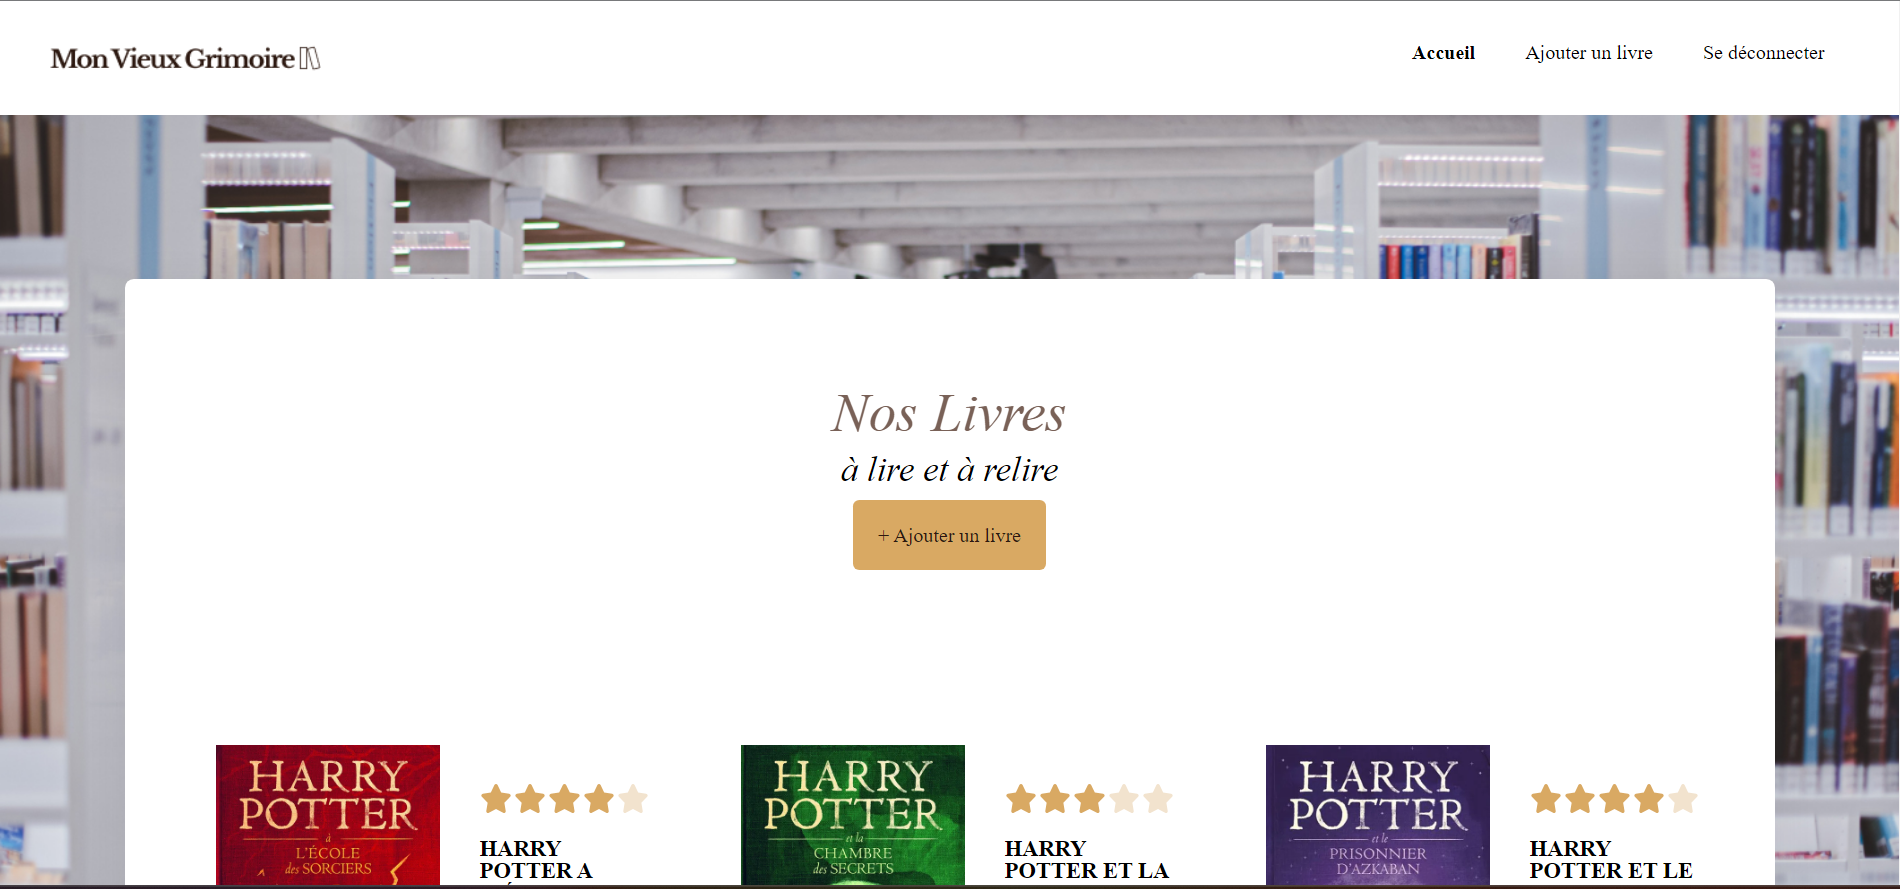 Mon Vieux Grimoire
Accueil
Ajouter un livre
Se déconnecter
Nos Livres
à lire et à relire
+ Ajouter un livre
HARRY
POTTER
à
L'ÉCOLE
des SORCIERS
HARRY
POTTER A
HARRY
POTTER
et la
CHAMBRE
des SECRETS
HARRY
POTTER ET LA
HARRY
POTTER
et le
PRISONNIER
D'AZKABAN
HARRY
POTTER ET LE